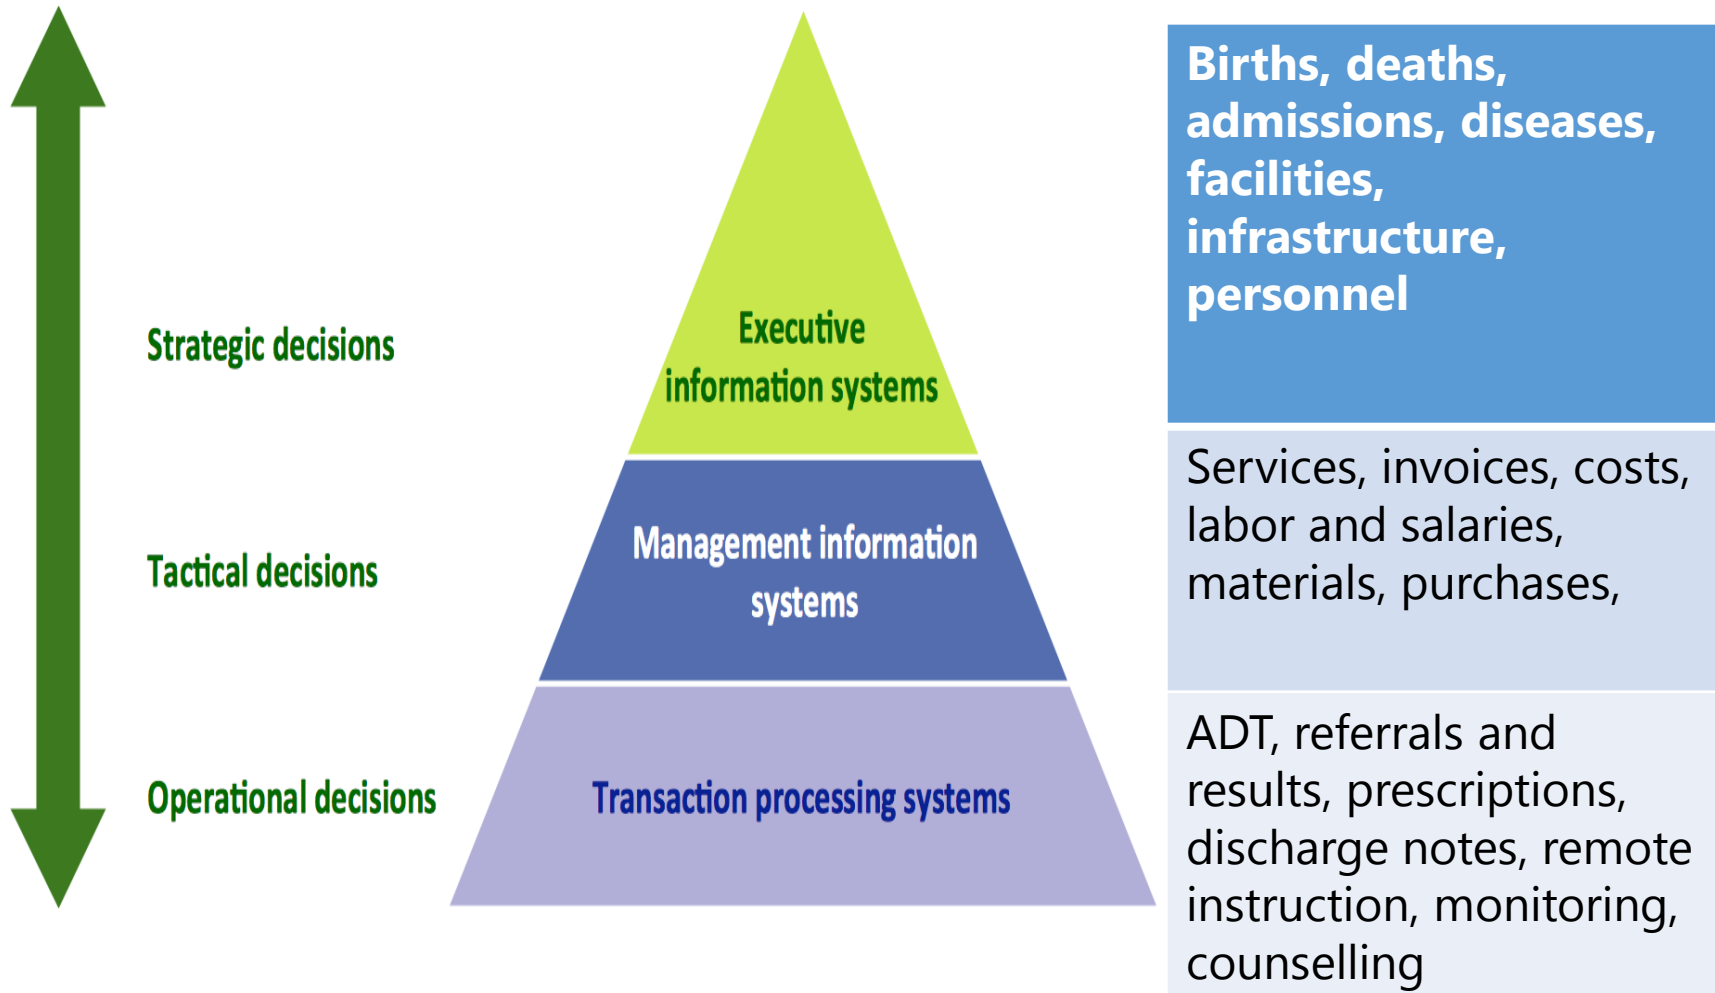 Strategic decisions
Executive
information systems
Births, deaths,
admissions, diseases,
facilities,
infrastructure,
personnel
Tactical decisions
Management information
systems
Services, invoices, costs,
labor and salaries,
materials, purchases,
Operational decisions
Transaction processing systems
ADT, referrals and
results, prescriptions,
discharge notes, remote
instruction, monitoring,
counselling